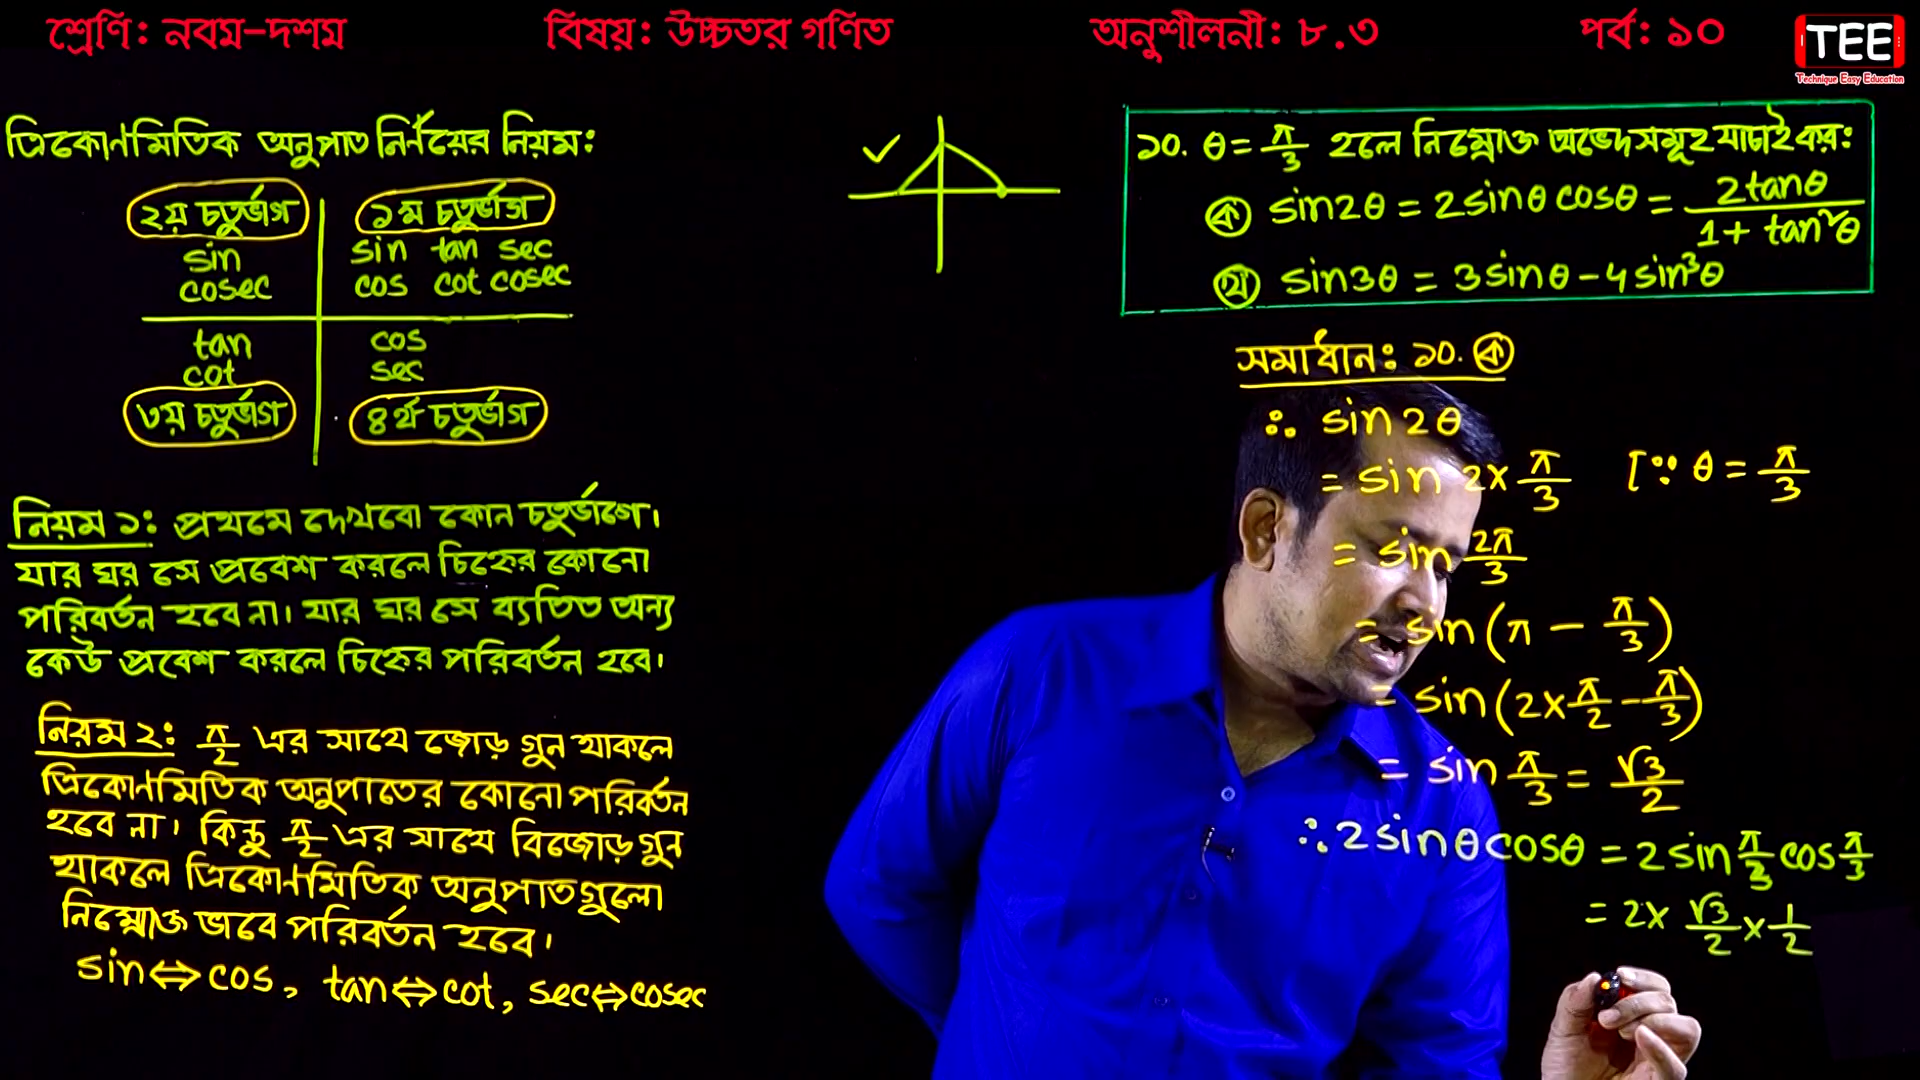 শ্রেণি: নবম-দশম
বিষয়: উচ্চতর গণিত
অনুশীলনী: ৮.৩
পর্ব: ১০
TEE
Technique Easy Education
ত্রিকোণমিতিক অনুপাত নির্ণয়ের নিয়ম:
২য় চতুর্ভাগ
sin
cosec
১ম চতুর্ভাগ
sin tan sec
cos cot cosec
tan
cot
৩য় চতুর্ভাগ
cos
sec
৪র্থ চতুর্ভাগ
নিয়ম ১: প্রথমে দেখবো কোন চতুর্ভাগে।
যার ঘর সে প্রবেশ করলে চিহ্নের কোনো
পরিবর্তন হবে না। যার ঘর সে ব্যতিত অন্য
কেউ প্রবেশ করলে চিহ্নের পরিবর্তন হবে।
নিয়ম ২: π/2 এর সাথে জোড় গুন থাকলে
ত্রিকোণমিতিক অনুপাতের কোনো পরিবর্তন
হবে না। কিন্তু π/2 এর সাথে বিজোড় গুন
থাকলে ত্রিকোণমিতিক অনুপাতগুলো
নিম্নোক্ত ভাবে পরিবর্তন হবে।
sin⇔cos, tan⇔cot, sec⇔cosec
১০. θ = π/3 হলে নিম্নোক্ত অভেদসমূহ যাচাই কর:
ক sin2θ = 2sinθ cosθ = 2tanθ/(1+tan²θ)
খ sin3θ = 3sinθ − 4sin³θ
সমাধান: ১০. ক
∴ sin 2θ
= sin 2× π/3 [∵ θ = π/3
= sin 2π/3
= sin(π − π/3)
= sin(2×π/2 − π/3)
= sin π/3 = √3/2
∴ 2sinθcosθ = 2sin π/3 cos π/3
= 2× √3/2 × 1/2